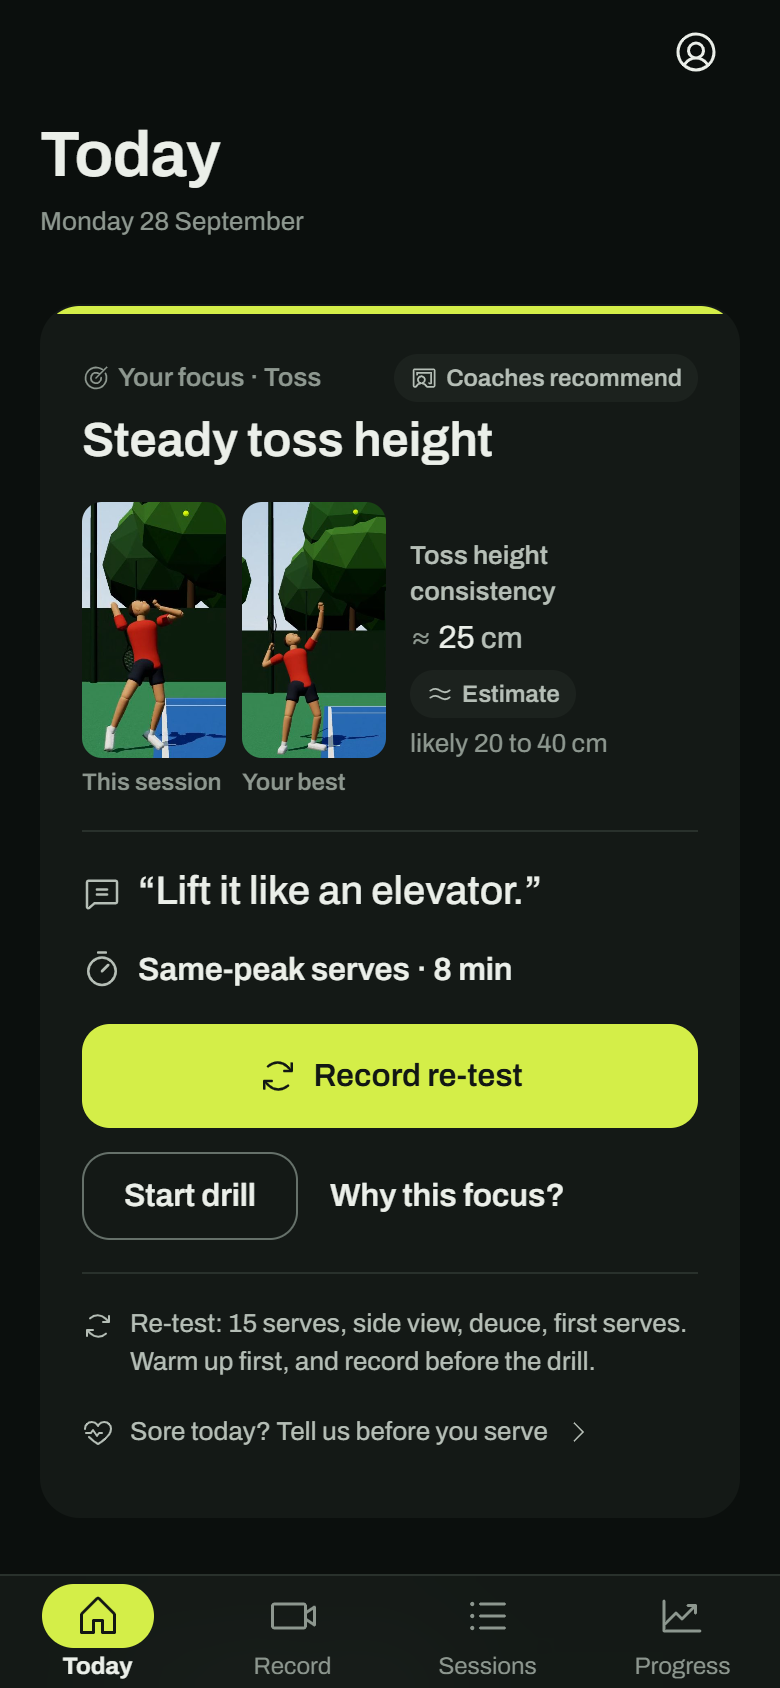 Today
Monday 28 September
Your focus · Toss
Coaches recommend
Steady toss height
Toss height
consistency
≈ 25 cm
Estimate
likely 20 to 40 cm
This session
Your best
“Lift it like an elevator.”
Same-peak serves · 8 min
Record re-test
Start drill
Why this focus?
Re-test: 15 serves, side view, deuce, first serves.
Warm up first, and record before the drill.
Sore today? Tell us before you serve
Today
Record
Sessions
Progress